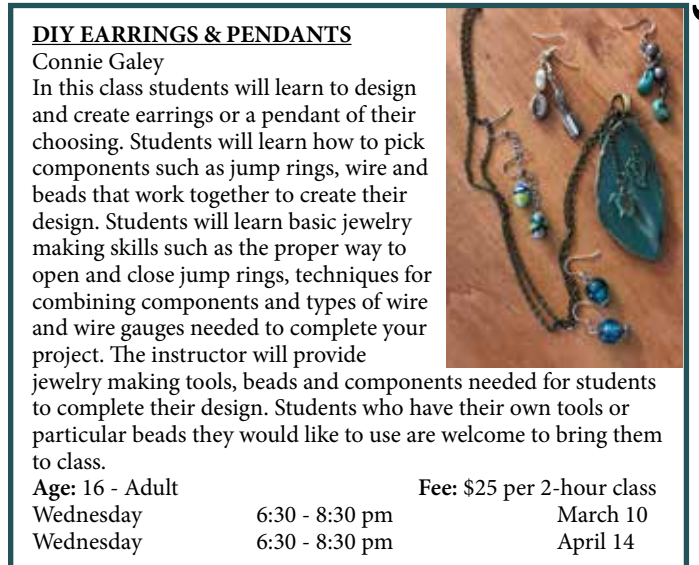 DIY EARRINGS & PENDANTS
Connie Galey
In this class students will learn to design
and create earrings or a pendant of their
choosing. Students will learn how to pick
components such as jump rings, wire and
beads that work together to create their
design. Students will learn basic jewelry
making skills such as the proper way to
open and close jump rings, techniques for
combining components and types of wire
and wire gauges needed to complete your
project. The instructor will provide
jewelry making tools, beads and components needed for students
to complete their design. Students who have their own tools or
particular beads they would like to use are welcome to bring them
to class.
Age: 16 - Adult Fee: $25 per 2-hour class
Wednesday 6:30 - 8:30 pm March 10
Wednesday 6:30 - 8:30 pm April 14